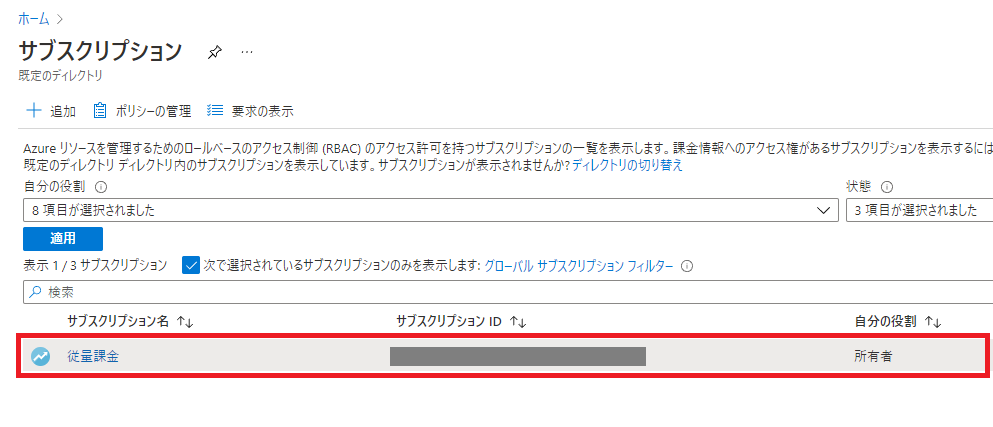 ホーム
サブスクリプション
既定のディレクトリ
追加 ポリシーの管理 要求の表示
Azure リソースを管理するためのロールベースのアクセス制御 (RBAC) のアクセス許可を持つサブスクリプションの一覧を表示します。課金情報へのアクセス権があるサブスクリプションを表示するには
既定のディレクトリ ディレクトリ内のサブスクリプションを表示しています。サブスクリプションが表示されませんか? ディレクトリの切り替え
自分の役割 状態
8 項目が選択されました 3 項目が選択されました
適用
表示 1 / 3 サブスクリプション 次で選択されているサブスクリプションのみを表示します: グローバル サブスクリプション フィルター
検索
サブスクリプション名 ↑↓ サブスクリプション ID ↑↓ 自分の役割 ↑↓
従量課金 所有者